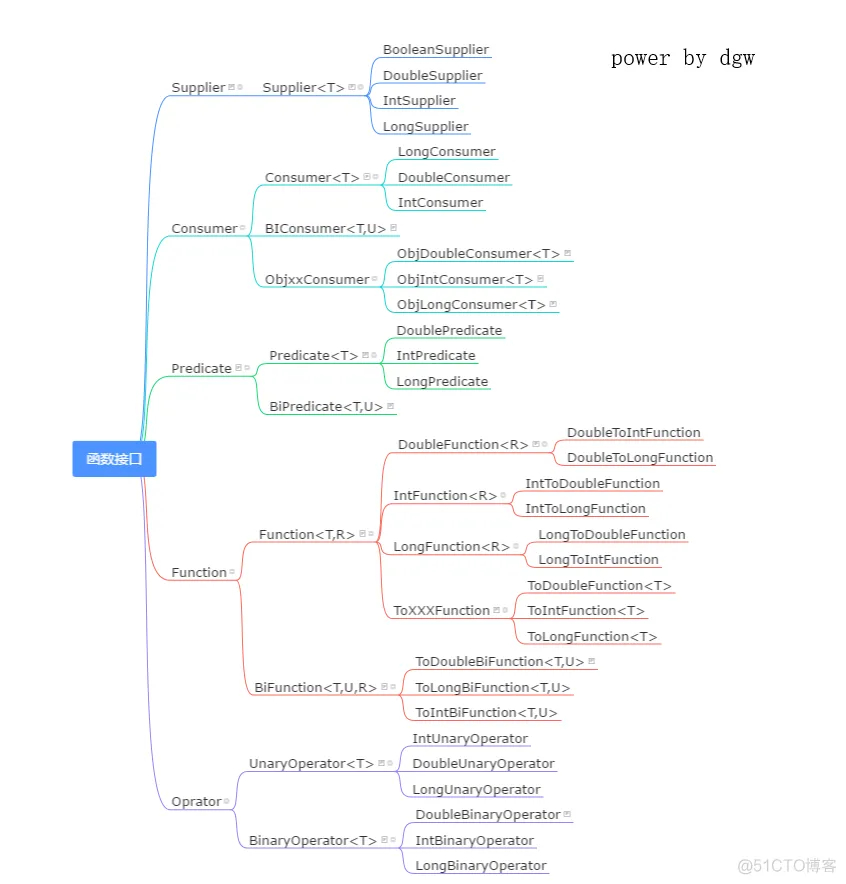 power by dgw
函数接口
Supplier
Supplier<T>
BooleanSupplier
DoubleSupplier
IntSupplier
LongSupplier
Consumer
Consumer<T>
LongConsumer
DoubleConsumer
IntConsumer
BIConsumer<T,U>
ObjxxConsumer
ObjDoubleConsumer<T>
ObjIntConsumer<T>
ObjLongConsumer<T>
Predicate
Predicate<T>
DoublePredicate
IntPredicate
LongPredicate
BiPredicate<T,U>
Function
Function<T,R>
DoubleFunction<R>
DoubleToIntFunction
DoubleToLongFunction
IntFunction<R>
IntToDoubleFunction
IntToLongFunction
LongFunction<R>
LongToDoubleFunction
LongToIntFunction
ToXXXFunction
ToDoubleFunction<T>
ToIntFunction<T>
ToLongFunction<T>
BiFunction<T,U,R>
ToDoubleBiFunction<T,U>
ToLongBiFunction<T,U>
ToIntBiFunction<T,U>
Oprator
UnaryOperator<T>
IntUnaryOperator
DoubleUnaryOperator
LongUnaryOperator
BinaryOperator<T>
DoubleBinaryOperator
IntBinaryOperator
LongBinaryOperator
@51CTO博客